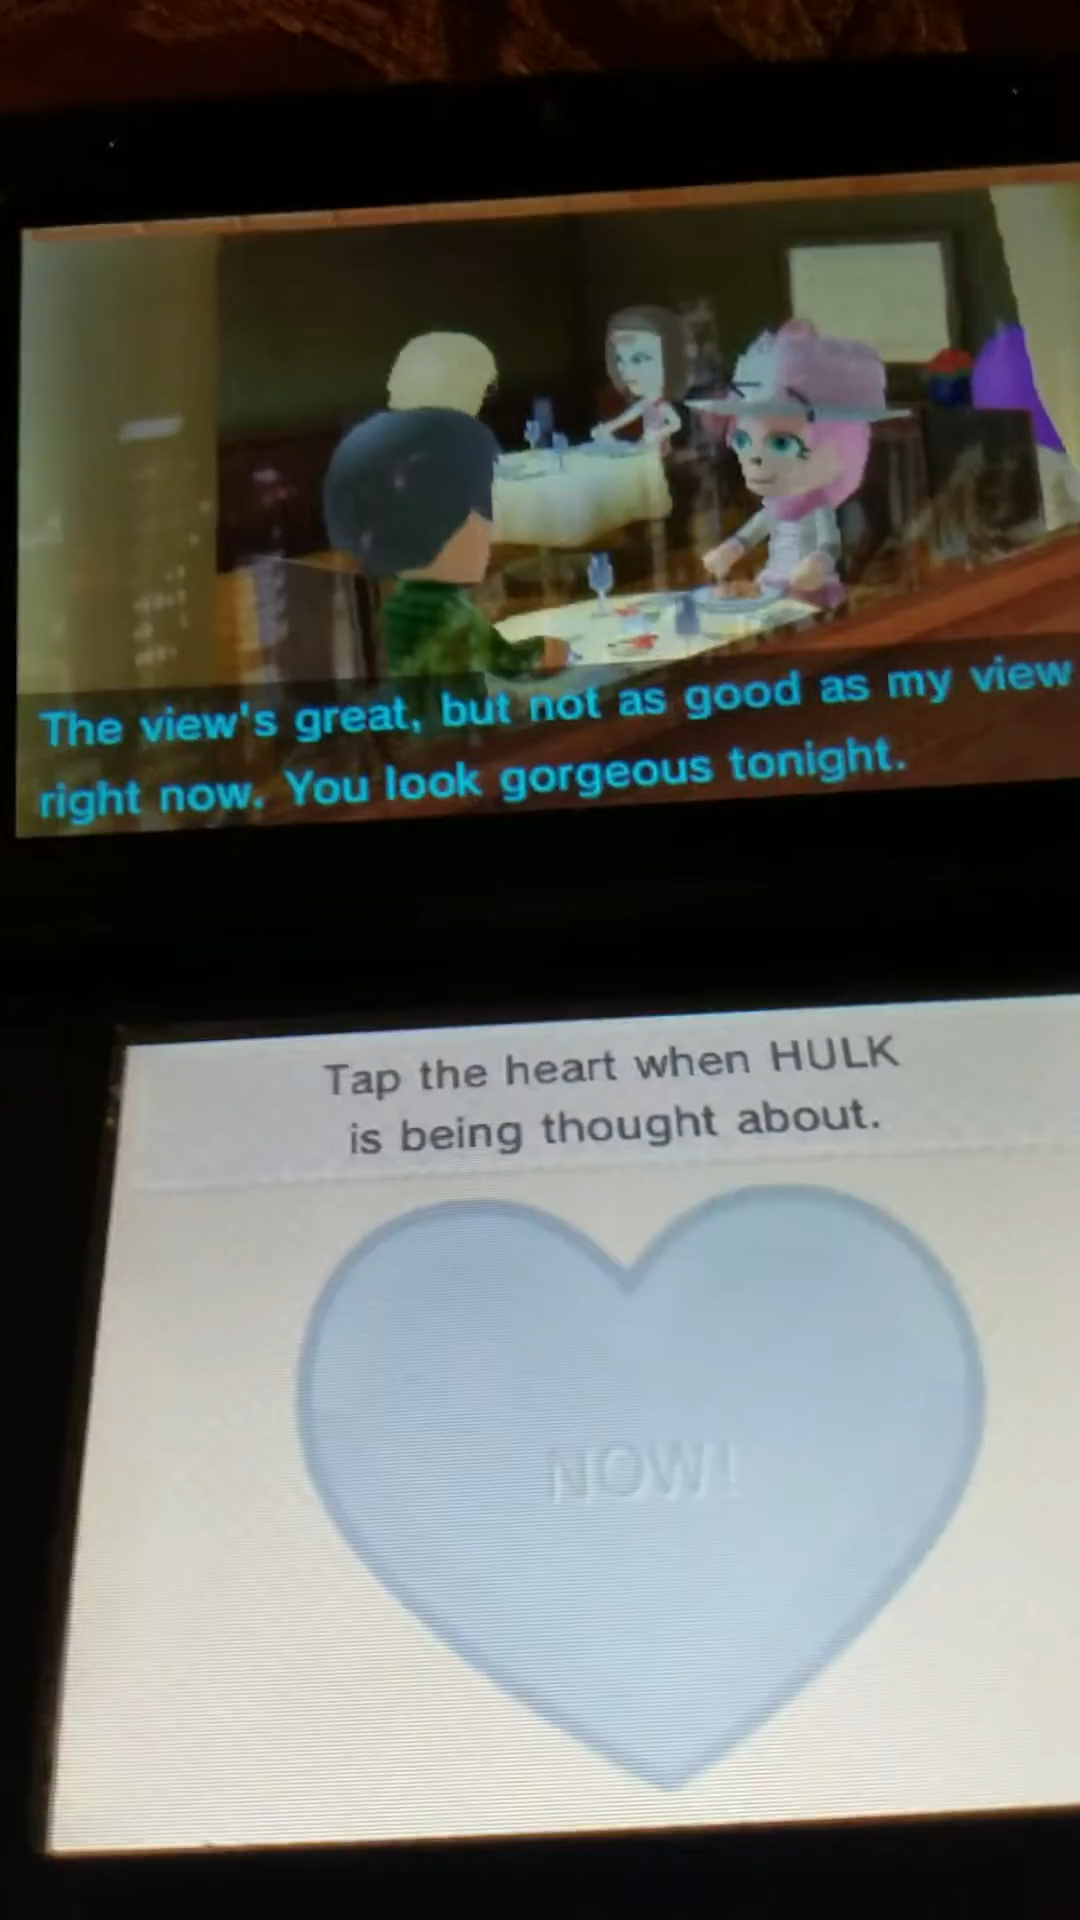 The view's great, but not as good as my view
right now. You look gorgeous tonight.
Tap the heart when HULK
is being thought about.
NOW!